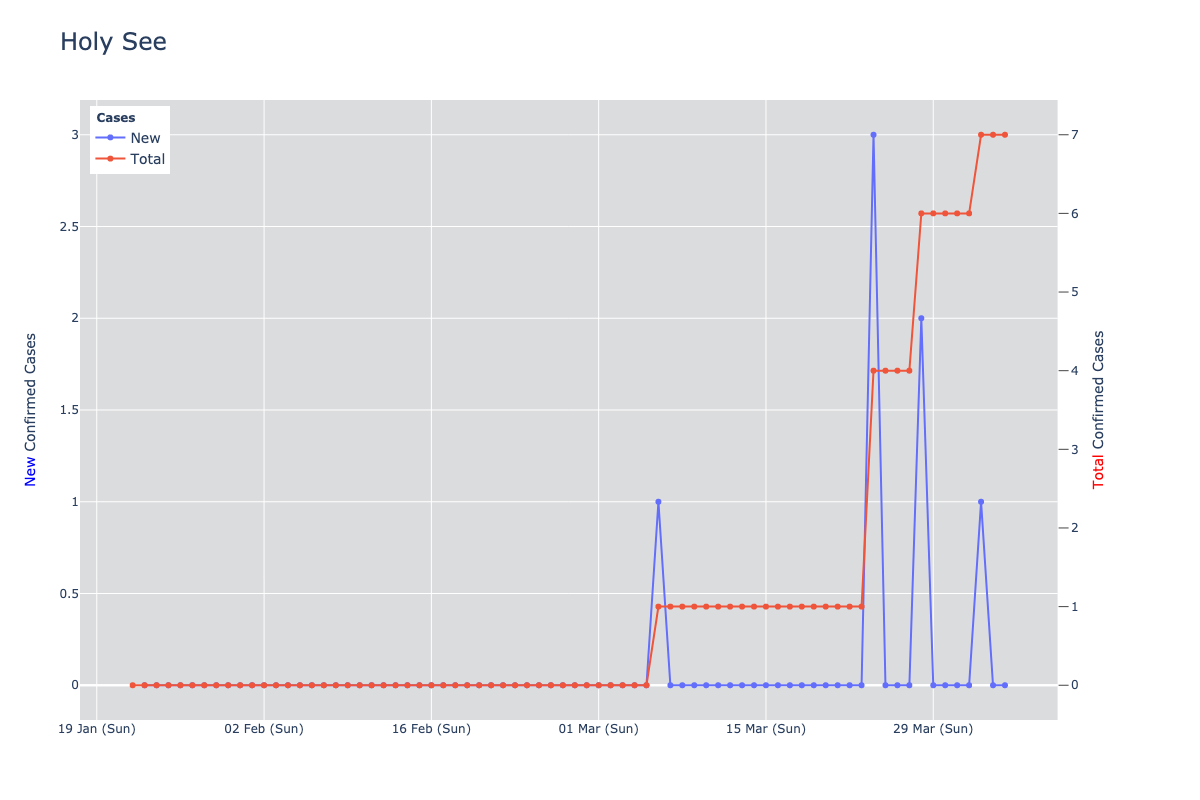 Holy See
Cases
New
Total
3
2.5
2
1.5
1
0.5
0
7
6
5
4
3
2
1
0
New Confirmed Cases
Total Confirmed Cases
19 Jan (Sun)
02 Feb (Sun)
16 Feb (Sun)
01 Mar (Sun)
15 Mar (Sun)
29 Mar (Sun)